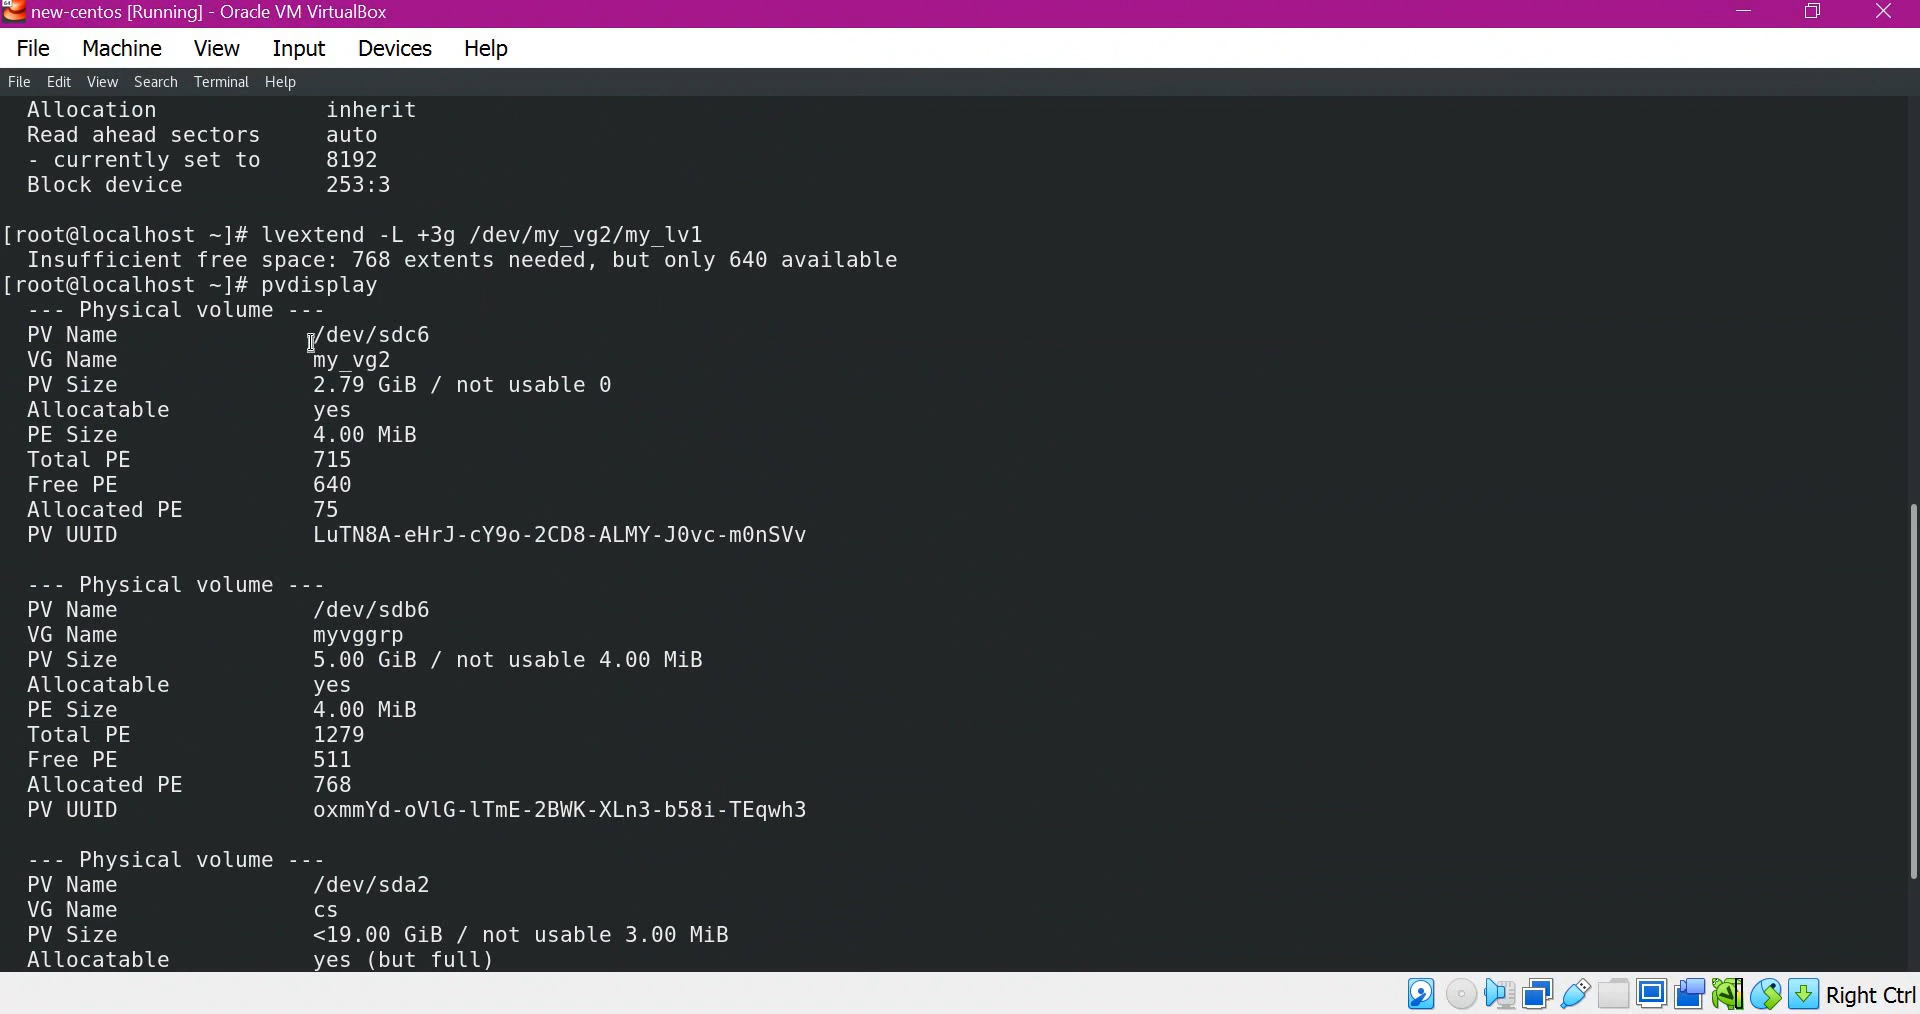 new-centos [Running] - Oracle VM VirtualBox
File Machine View Input Devices Help
File Edit View Search Terminal Help
Allocation inherit
Read ahead sectors auto
- currently set to 8192
Block device 253:3
[root@localhost ~]# lvextend -L +3g /dev/my_vg2/my_lv1
Insufficient free space: 768 extents needed, but only 640 available
[root@localhost ~]# pvdisplay
--- Physical volume ---
PV Name /dev/sdc6
VG Name my_vg2
PV Size 2.79 GiB / not usable 0
Allocatable yes
PE Size 4.00 MiB
Total PE 715
Free PE 640
Allocated PE 75
PV UUID LuTN8A-eHrJ-cY9o-2CD8-ALMY-J0vc-m0nSVv
--- Physical volume ---
PV Name /dev/sdb6
VG Name myvggrp
PV Size 5.00 GiB / not usable 4.00 MiB
Allocatable yes
PE Size 4.00 MiB
Total PE 1279
Free PE 511
Allocated PE 768
PV UUID oxmmYd-oVlG-lTmE-2BWK-XLn3-b58i-TEqwh3
--- Physical volume ---
PV Name /dev/sda2
VG Name cs
PV Size <19.00 GiB / not usable 3.00 MiB
Allocatable yes (but full)
Right Ctrl